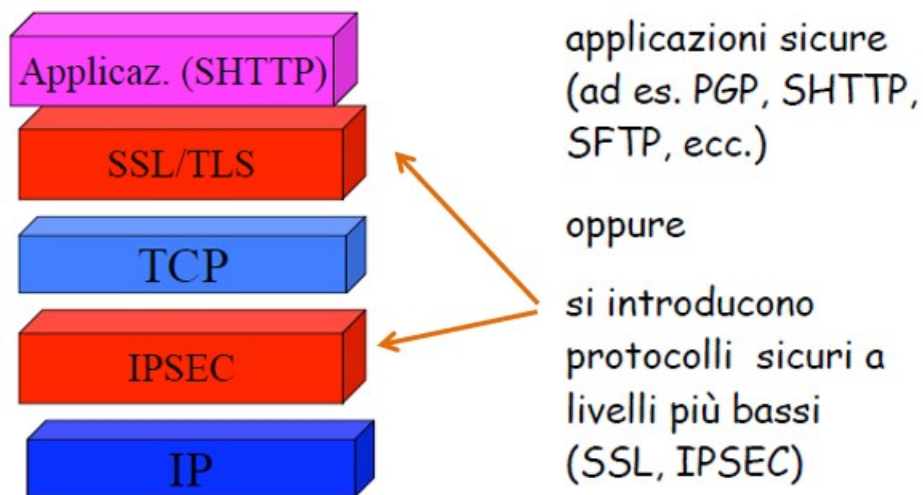 Applicaz. (SHTTP)
SSL/TLS
TCP
IPSEC
IP
applicazioni sicure
(ad es. PGP, SHTTP,
SFTP, ecc.)
oppure
si introducono
protocolli sicuri a
livelli più bassi
(SSL, IPSEC)